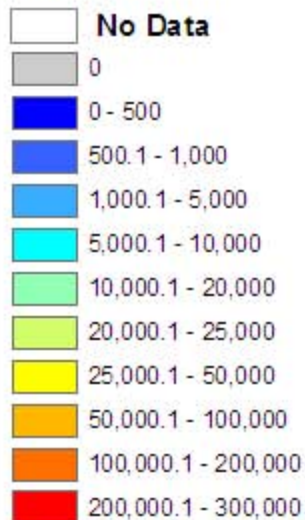 No Data
0
0 - 500
500.1 - 1,000
1,000.1 - 5,000
5,000.1 - 10,000
10,000.1 - 20,000
20,000.1 - 25,000
25,000.1 - 50,000
50,000.1 - 100,000
100,000.1 - 200,000
200,000.1 - 300,000